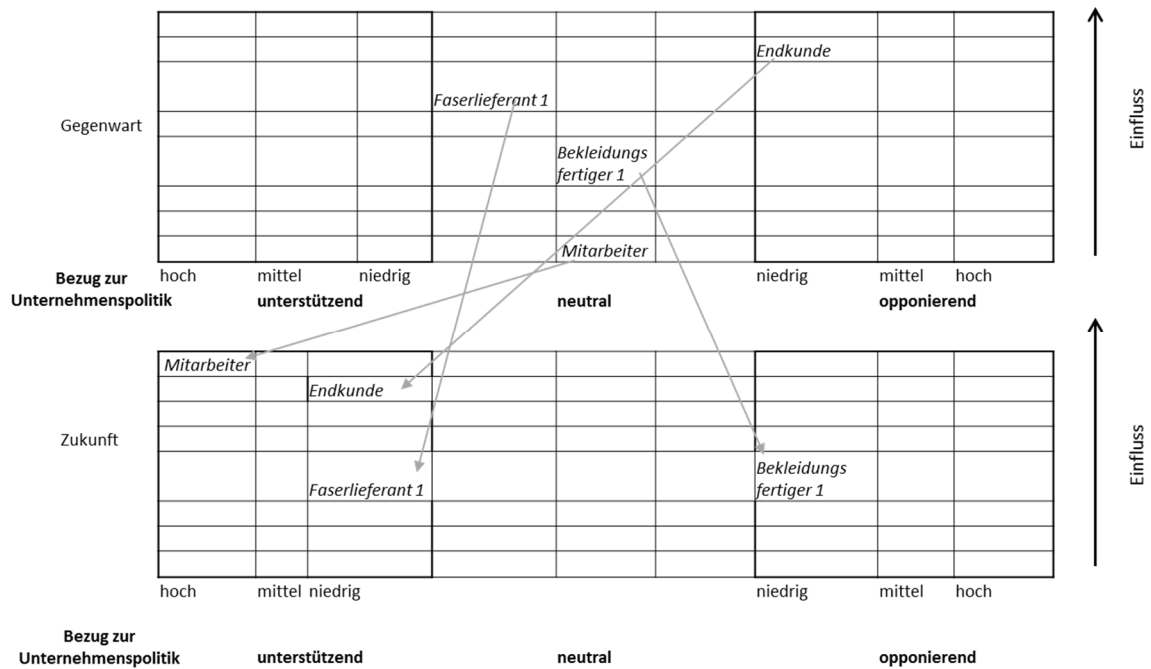 Endkunde
Faserlieferant 1
Gegenwart
Einfluss
Bekleidungs
fertiger 1
Mitarbeiter
Bezug zur
Unternehmenspolitik
hoch mittel niedrig niedrig mittel hoch
unterstützend neutral opponierend
Mitarbeiter
Endkunde
Zukunft
Einfluss
Faserlieferant 1
Bekleidungs
fertiger 1
hoch mittel niedrig niedrig mittel hoch
Bezug zur
Unternehmenspolitik
unterstützend neutral opponierend